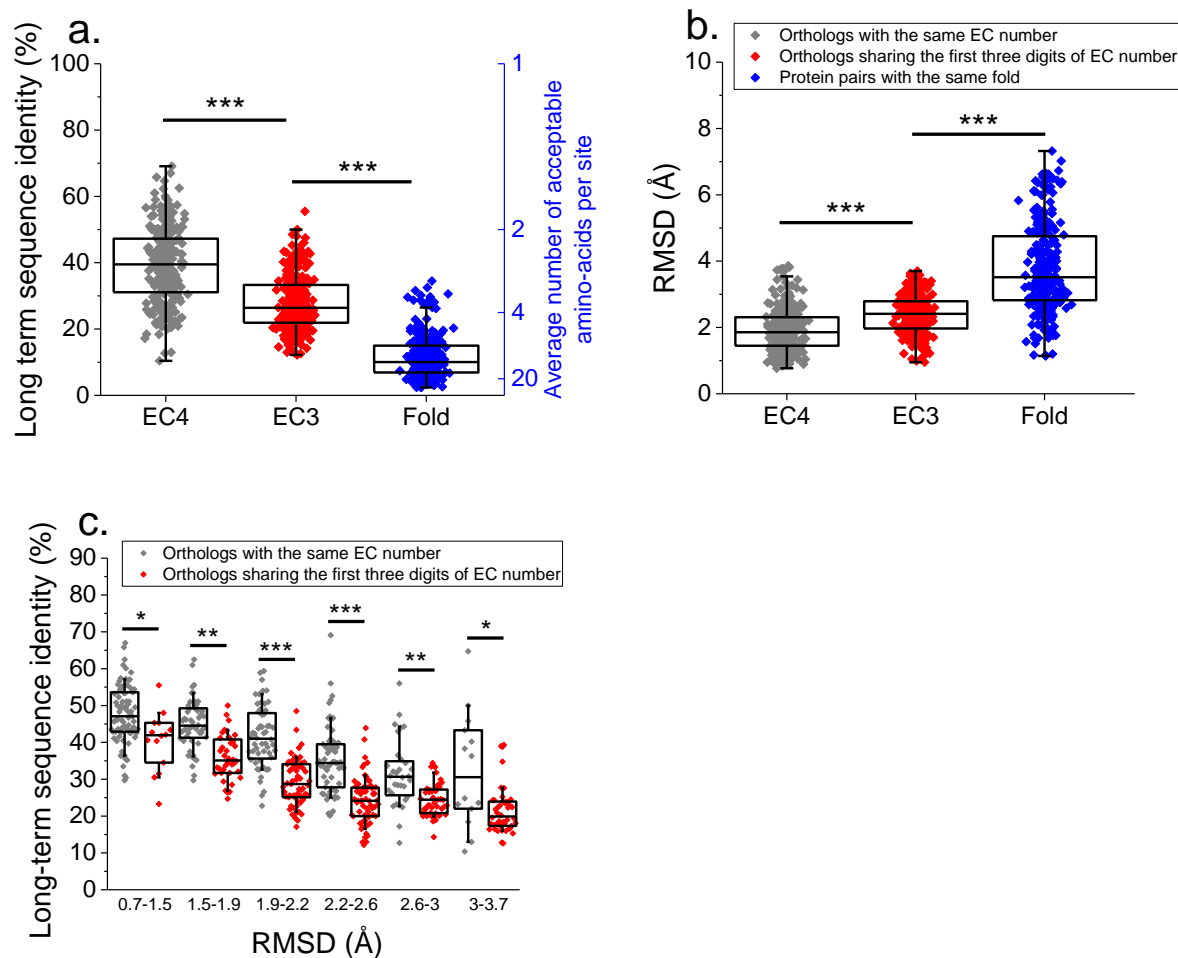 a.
Long term sequence identity (%)
100
80
60
40
20
0
***
***
EC4 EC3 Fold
1
2
4
20
Average number of acceptable
amino-acids per site
b.
Orthologs with the same EC number
Orthologs sharing the first three digits of EC number
Protein pairs with the same fold
RMSD (Å)
10
8
6
4
2
0
***
***
EC4 EC3 Fold
c.
Orthologs with the same EC number
Orthologs sharing the first three digits of EC number
Long-term sequence identity (%)
90
80
70
60
50
40
30
20
10
0
* ** *** *** ** *
0.7-1.5 1.5-1.9 1.9-2.2 2.2-2.6 2.6-3 3-3.7
RMSD (Å)